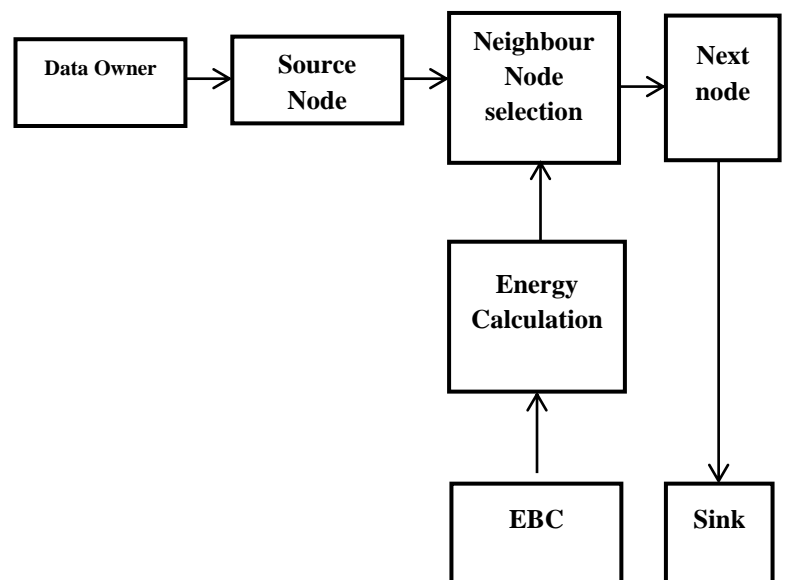 Data Owner
Source
Node
Neighbour
Node
selection
Next
node
Energy
Calculation
EBC
Sink